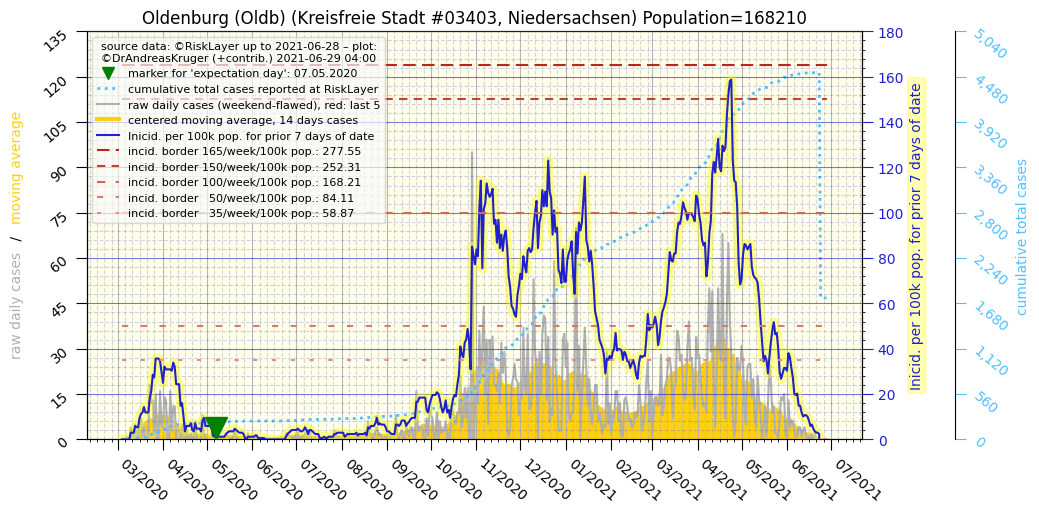 Oldenburg (Oldb) (Kreisfreie Stadt #03403, Niedersachsen) Population=168210
source data: ©RiskLayer up to 2021-06-28 – plot:
©DrAndreasKruger (+contrib.) 2021-06-29 04:00
marker for 'expectation day': 07.05.2020
cumulative total cases reported at RiskLayer
raw daily cases (weekend-flawed), red: last 5
centered moving average, 14 days cases
Inicid. per 100k pop. for prior 7 days of date
incid. border 165/week/100k pop.: 277.55
incid. border 150/week/100k pop.: 252.31
incid. border 100/week/100k pop.: 168.21
incid. border 50/week/100k pop.: 84.11
incid. border 35/week/100k pop.: 58.87
raw daily cases / moving average
135
120
105
90
75
60
45
30
15
0
180
160
140
120
100
80
60
40
20
0
Inicid. per 100k pop. for prior 7 days of date
5,040
4,480
3,920
3,360
2,800
2,240
1,680
1,120
560
0
cumulative total cases
03/2020
04/2020
05/2020
06/2020
07/2020
08/2020
09/2020
10/2020
11/2020
12/2020
01/2021
02/2021
03/2021
04/2021
05/2021
06/2021
07/2021